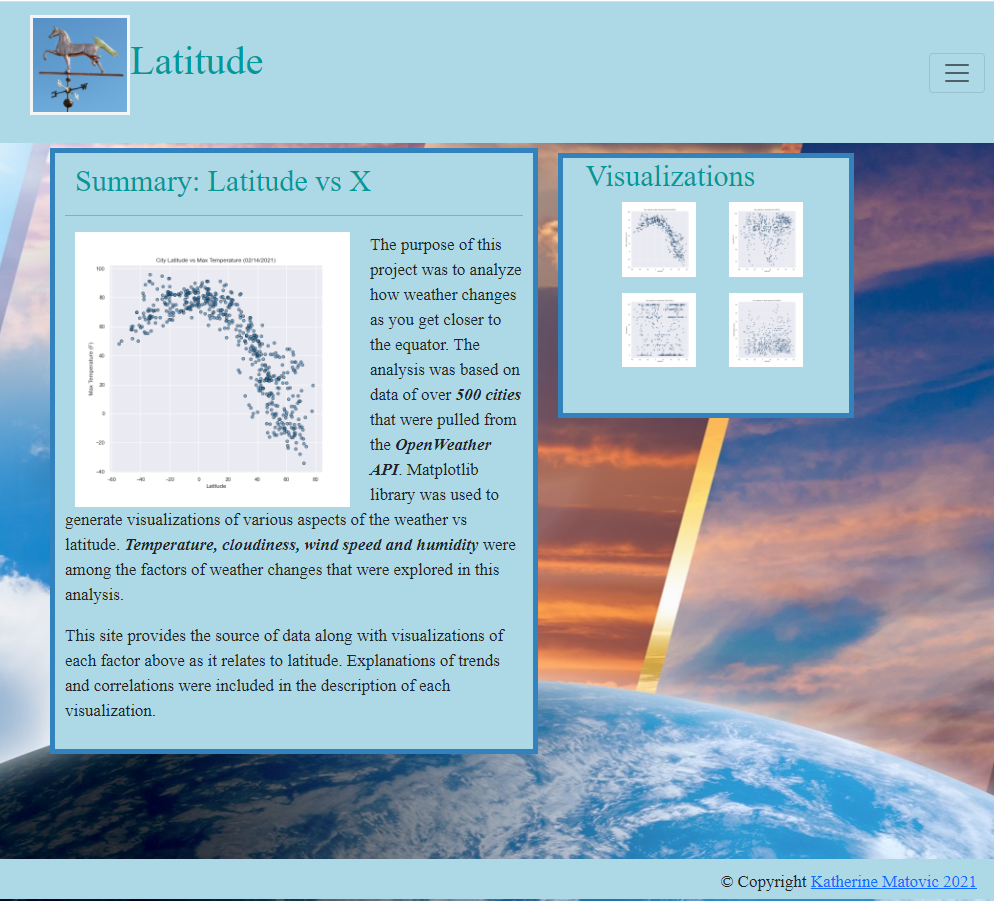 Latitude
Summary: Latitude vs X
City Latitude vs Max Temperature (02/14/2021)
100
80
60
40
20
0
−20
−40
Max Temperature (F)
−60 −40 −20 0 20 40 60 80
Latitude
The purpose of this
project was to analyze
how weather changes
as you get closer to
the equator. The
analysis was based on
data of over 500 cities
that were pulled from
the OpenWeather
API. Matplotlib
library was used to
generate visualizations of various aspects of the weather vs
latitude. Temperature, cloudiness, wind speed and humidity were
among the factors of weather changes that were explored in this
analysis.
This site provides the source of data along with visualizations of
each factor above as it relates to latitude. Explanations of trends
and correlations were included in the description of each
visualization.
Visualizations
© Copyright Katherine Matovic 2021